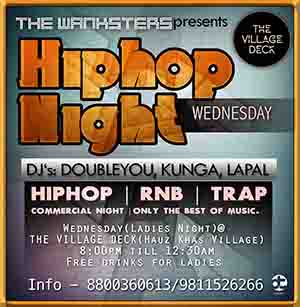 THE WANKSTERS presents
THE
VILLAGE
DECK
Hiphop
Night
WEDNESDAY
DJ's: DOUBLEYOU, KUNGA, LAPAL
HIPHOP | RNB | TRAP
COMMERCIAL NIGHT | ONLY THE BEST OF MUSIC.
Wednesday(Ladies Night)@
THE VILLAGE DECK(Hauz Khas Village)
8:00pm till 12:30am
Free drinks for ladies
Info - 8800360613/9811526266